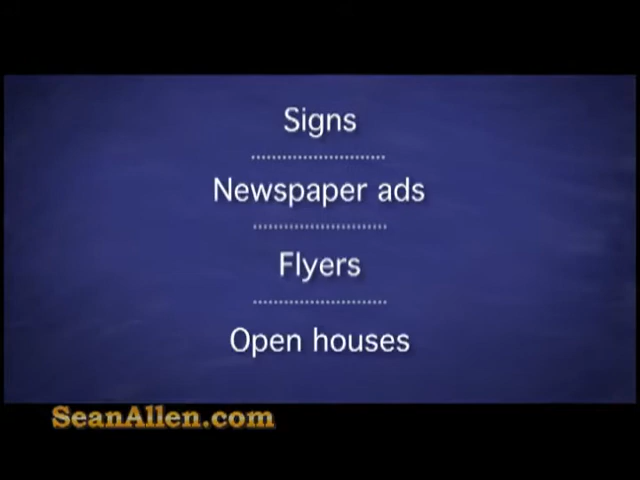 Signs
Newspaper ads
Flyers
Open houses
SeanAllen.com